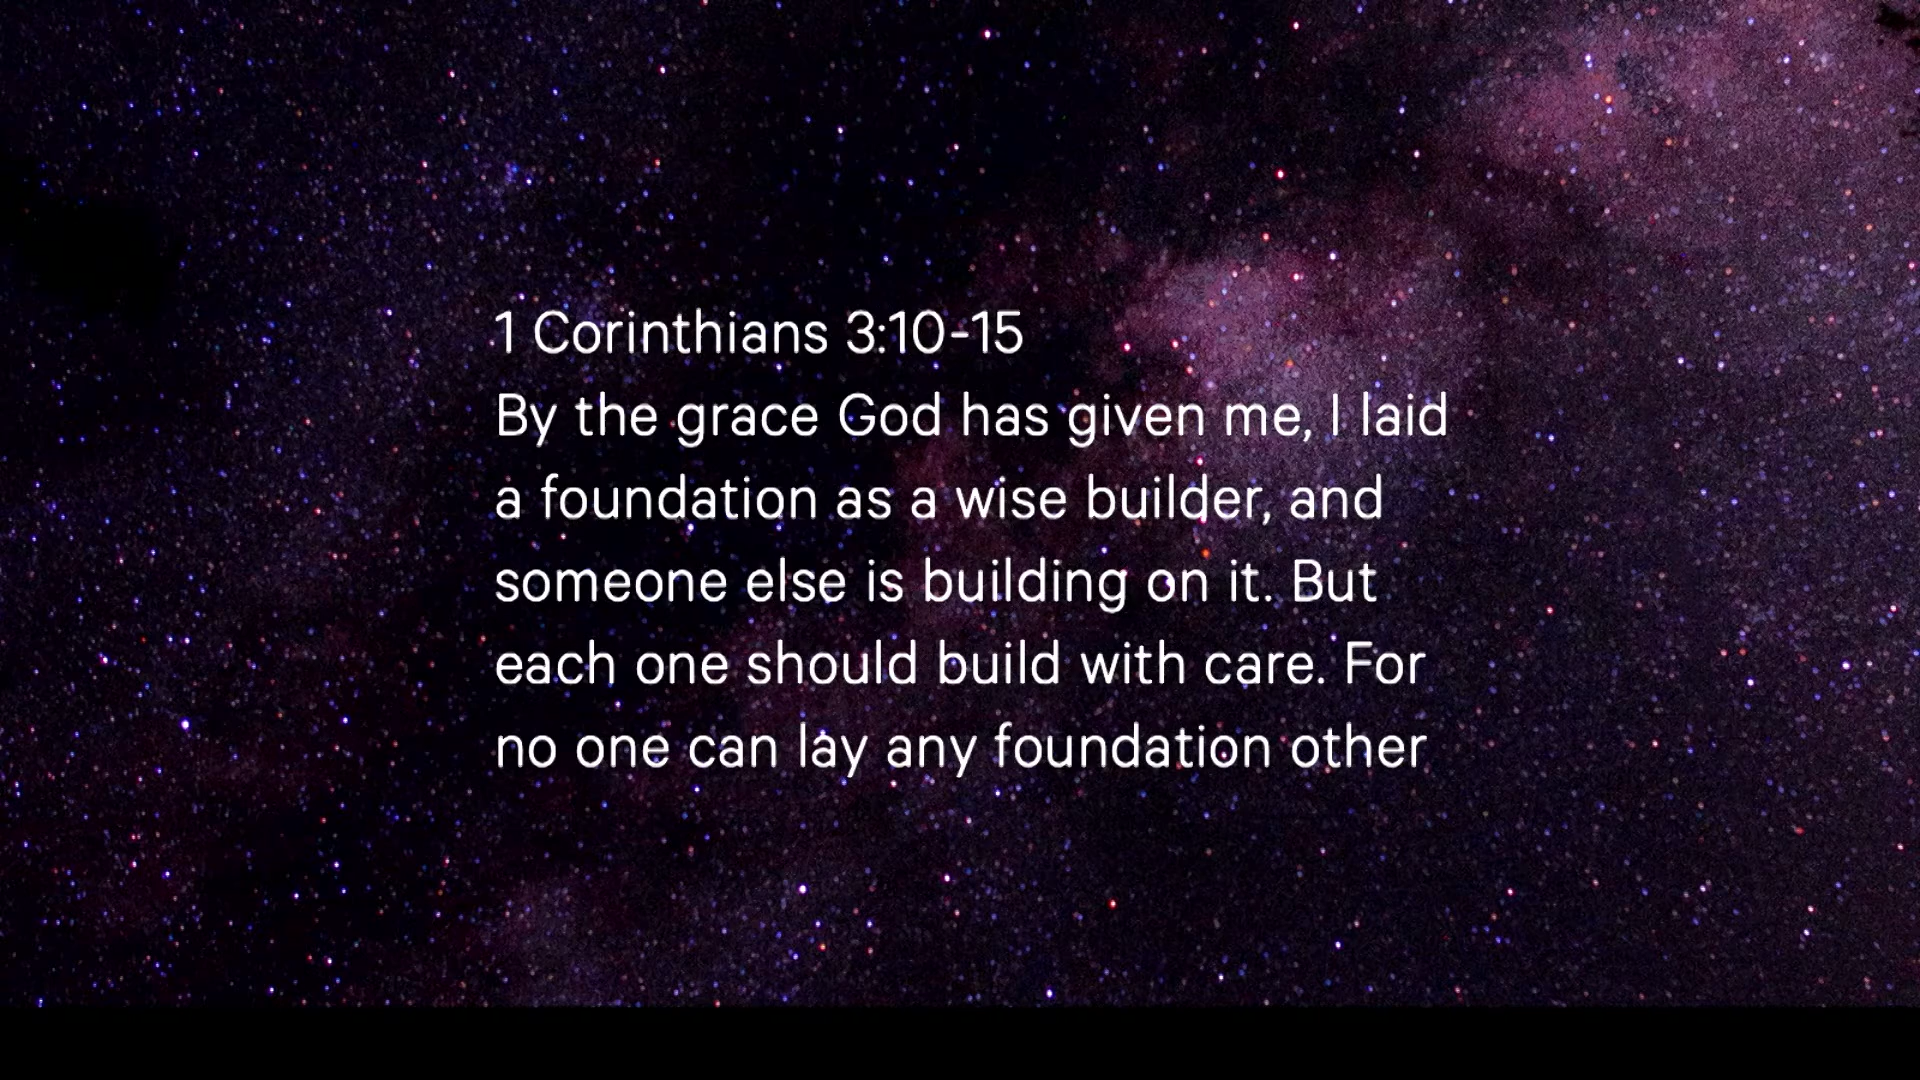 1 Corinthians 3:10-15
By the grace God has given me, I laid
a foundation as a wise builder, and
someone else is building on it. But
each one should build with care. For
no one can lay any foundation other